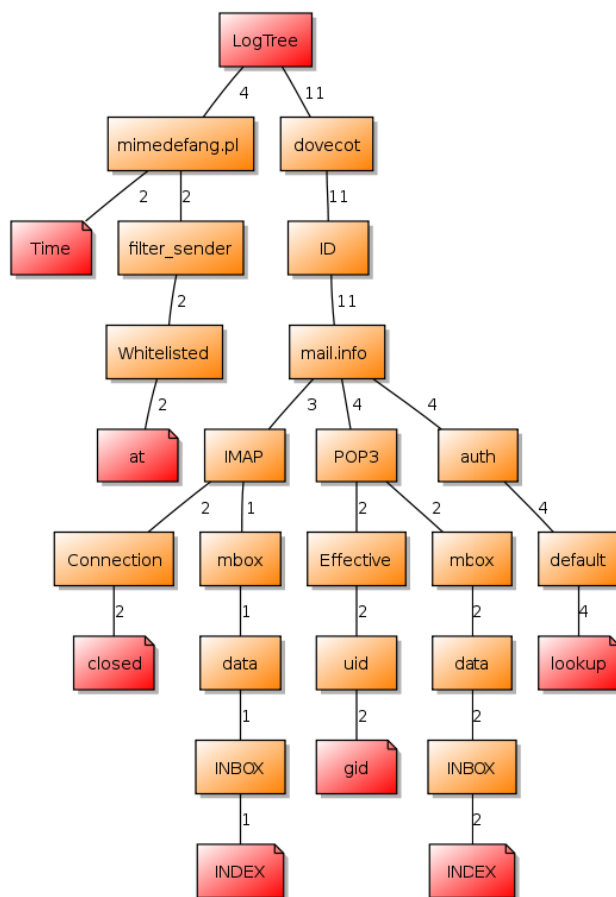 LogTree
4 11
mimedefang.pl dovecot
2 2 11
Time filter_sender ID
2 11
Whitelisted mail.info
2 3 4 4
at IMAP POP3 auth
2 1 2 2 4
Connection mbox Effective mbox default
2 1 2 2 4
closed data uid data lookup
1 2 2
INBOX gid INBOX
1 2
INDEX INDEX